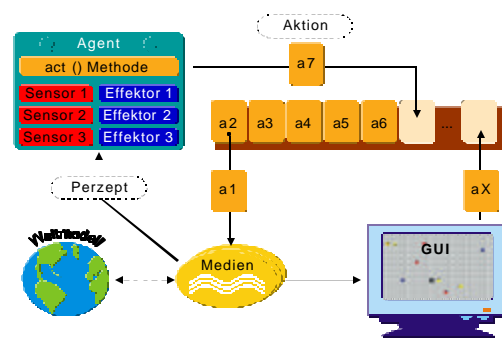 Aktion
Agent
act () Methode
a7
Sensor 1 Effektor 1
Sensor 2 Effektor 2
Sensor 3 Effektor 3
a2 a3 a4 a5 a6 ...
Perzept
a1
aX
Weltmodell
Medien
GUI